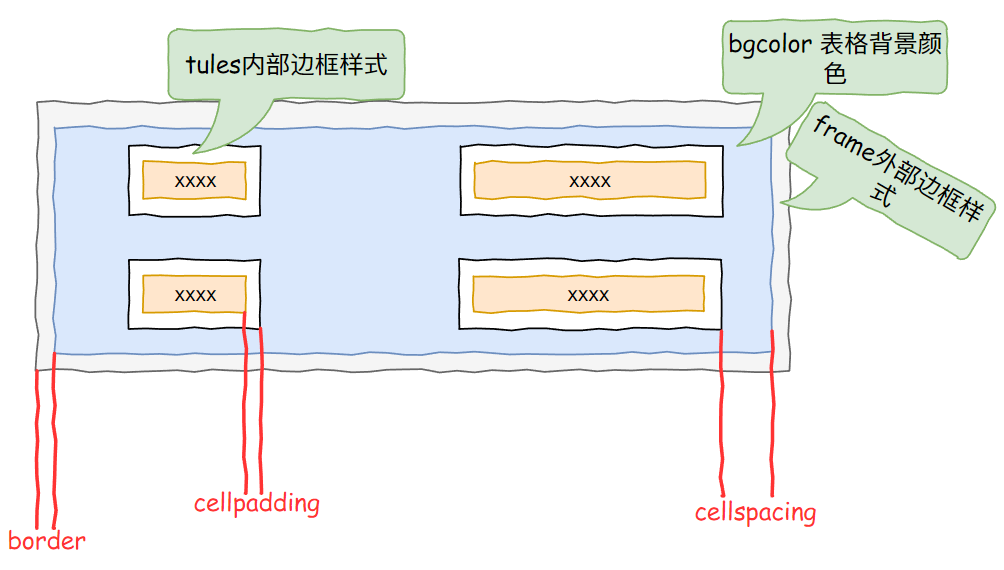 tules内部边框样式
bgcolor 表格背景颜
色
frame外部边框样
式
xxxx
xxxx
xxxx
xxxx
cellpadding
cellspacing
border